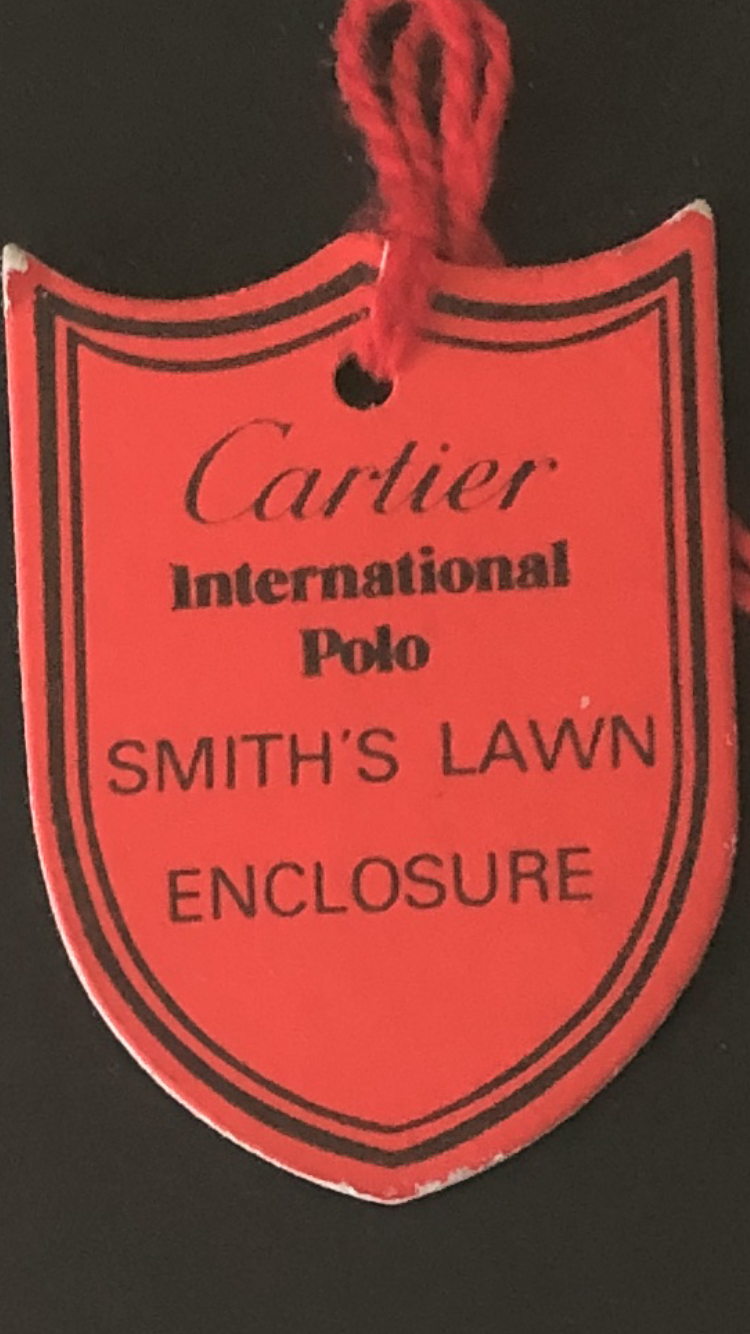 Cartier
International
Polo
SMITH'S LAWN
ENCLOSURE